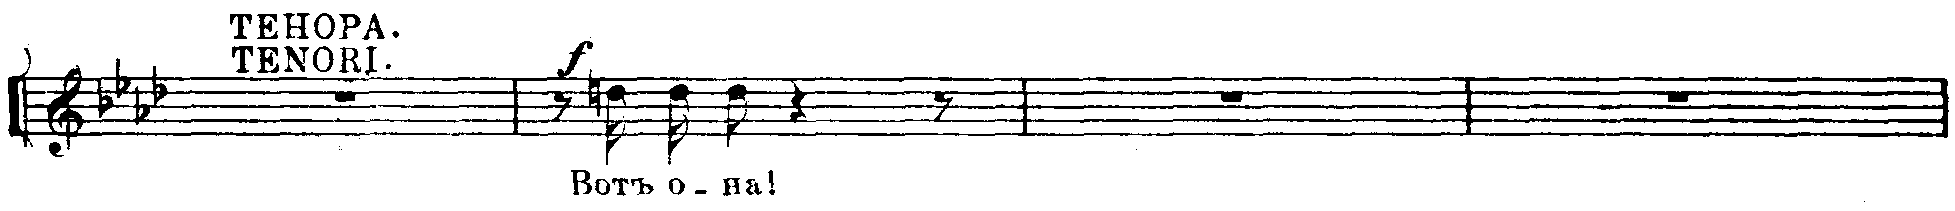 ТЕНОРА.
TENORI.
f
Вотъ о - на!